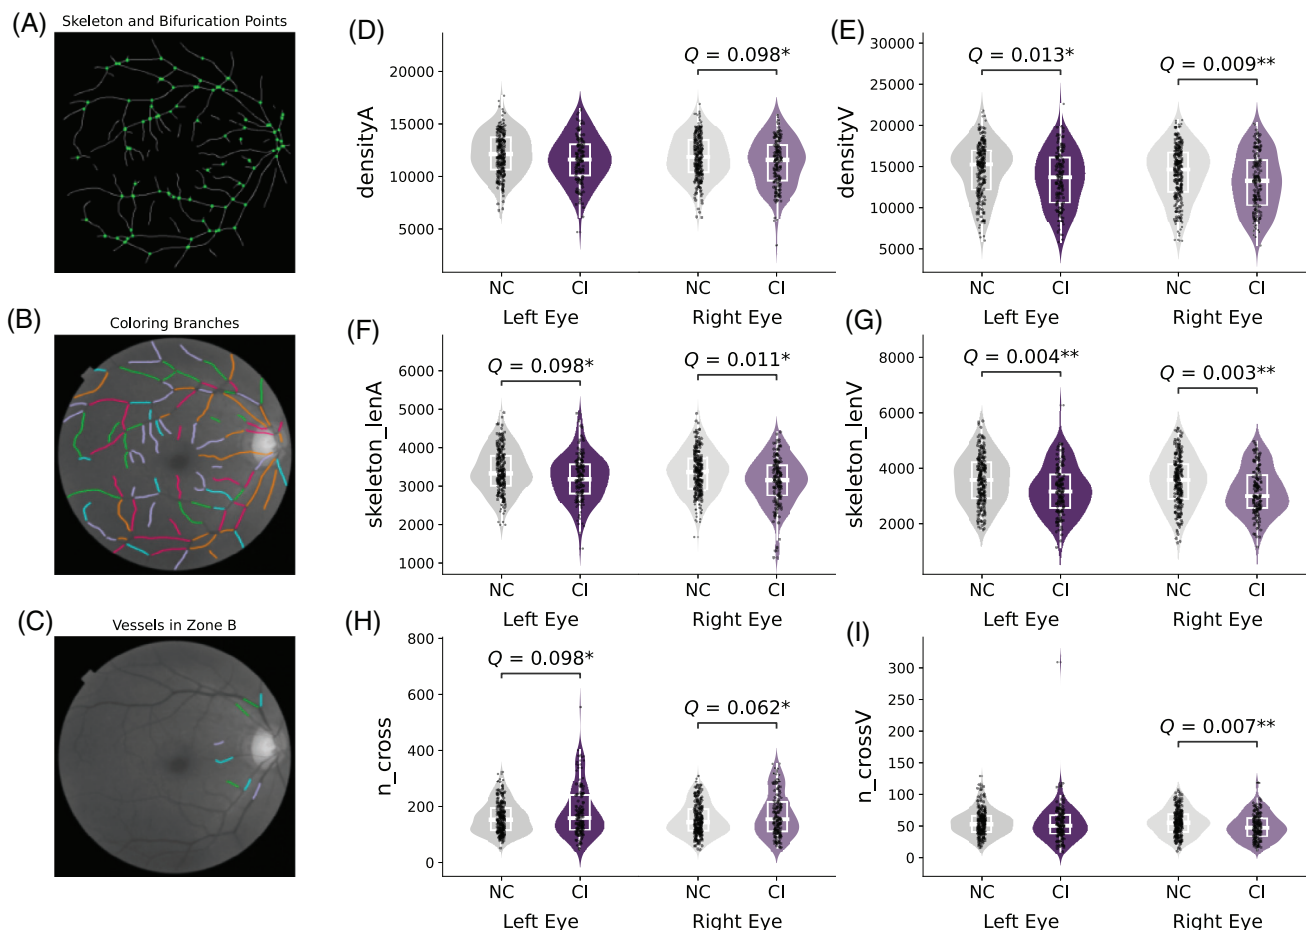 (A)
Skeleton and Bifurcation Points
(B)
Coloring Branches
(C)
Vessels in Zone B
(D)
densityA
20000
15000
10000
5000
Q = 0.098*
NC CI NC CI
Left Eye Right Eye
(E)
densityV
30000
25000
20000
15000
10000
5000
Q = 0.013*
Q = 0.009**
NC CI NC CI
Left Eye Right Eye
(F)
skeleton_lenA
6000
5000
4000
3000
2000
1000
Q = 0.098*
Q = 0.011*
NC CI NC CI
Left Eye Right Eye
(G)
skeleton_lenV
8000
6000
4000
2000
Q = 0.004**
Q = 0.003**
NC CI NC CI
Left Eye Right Eye
(H)
n_cross
800
600
400
200
0
Q = 0.098*
Q = 0.062*
NC CI NC CI
Left Eye Right Eye
(I)
n_crossV
300
250
200
150
100
50
0
Q = 0.007**
NC CI NC CI
Left Eye Right Eye